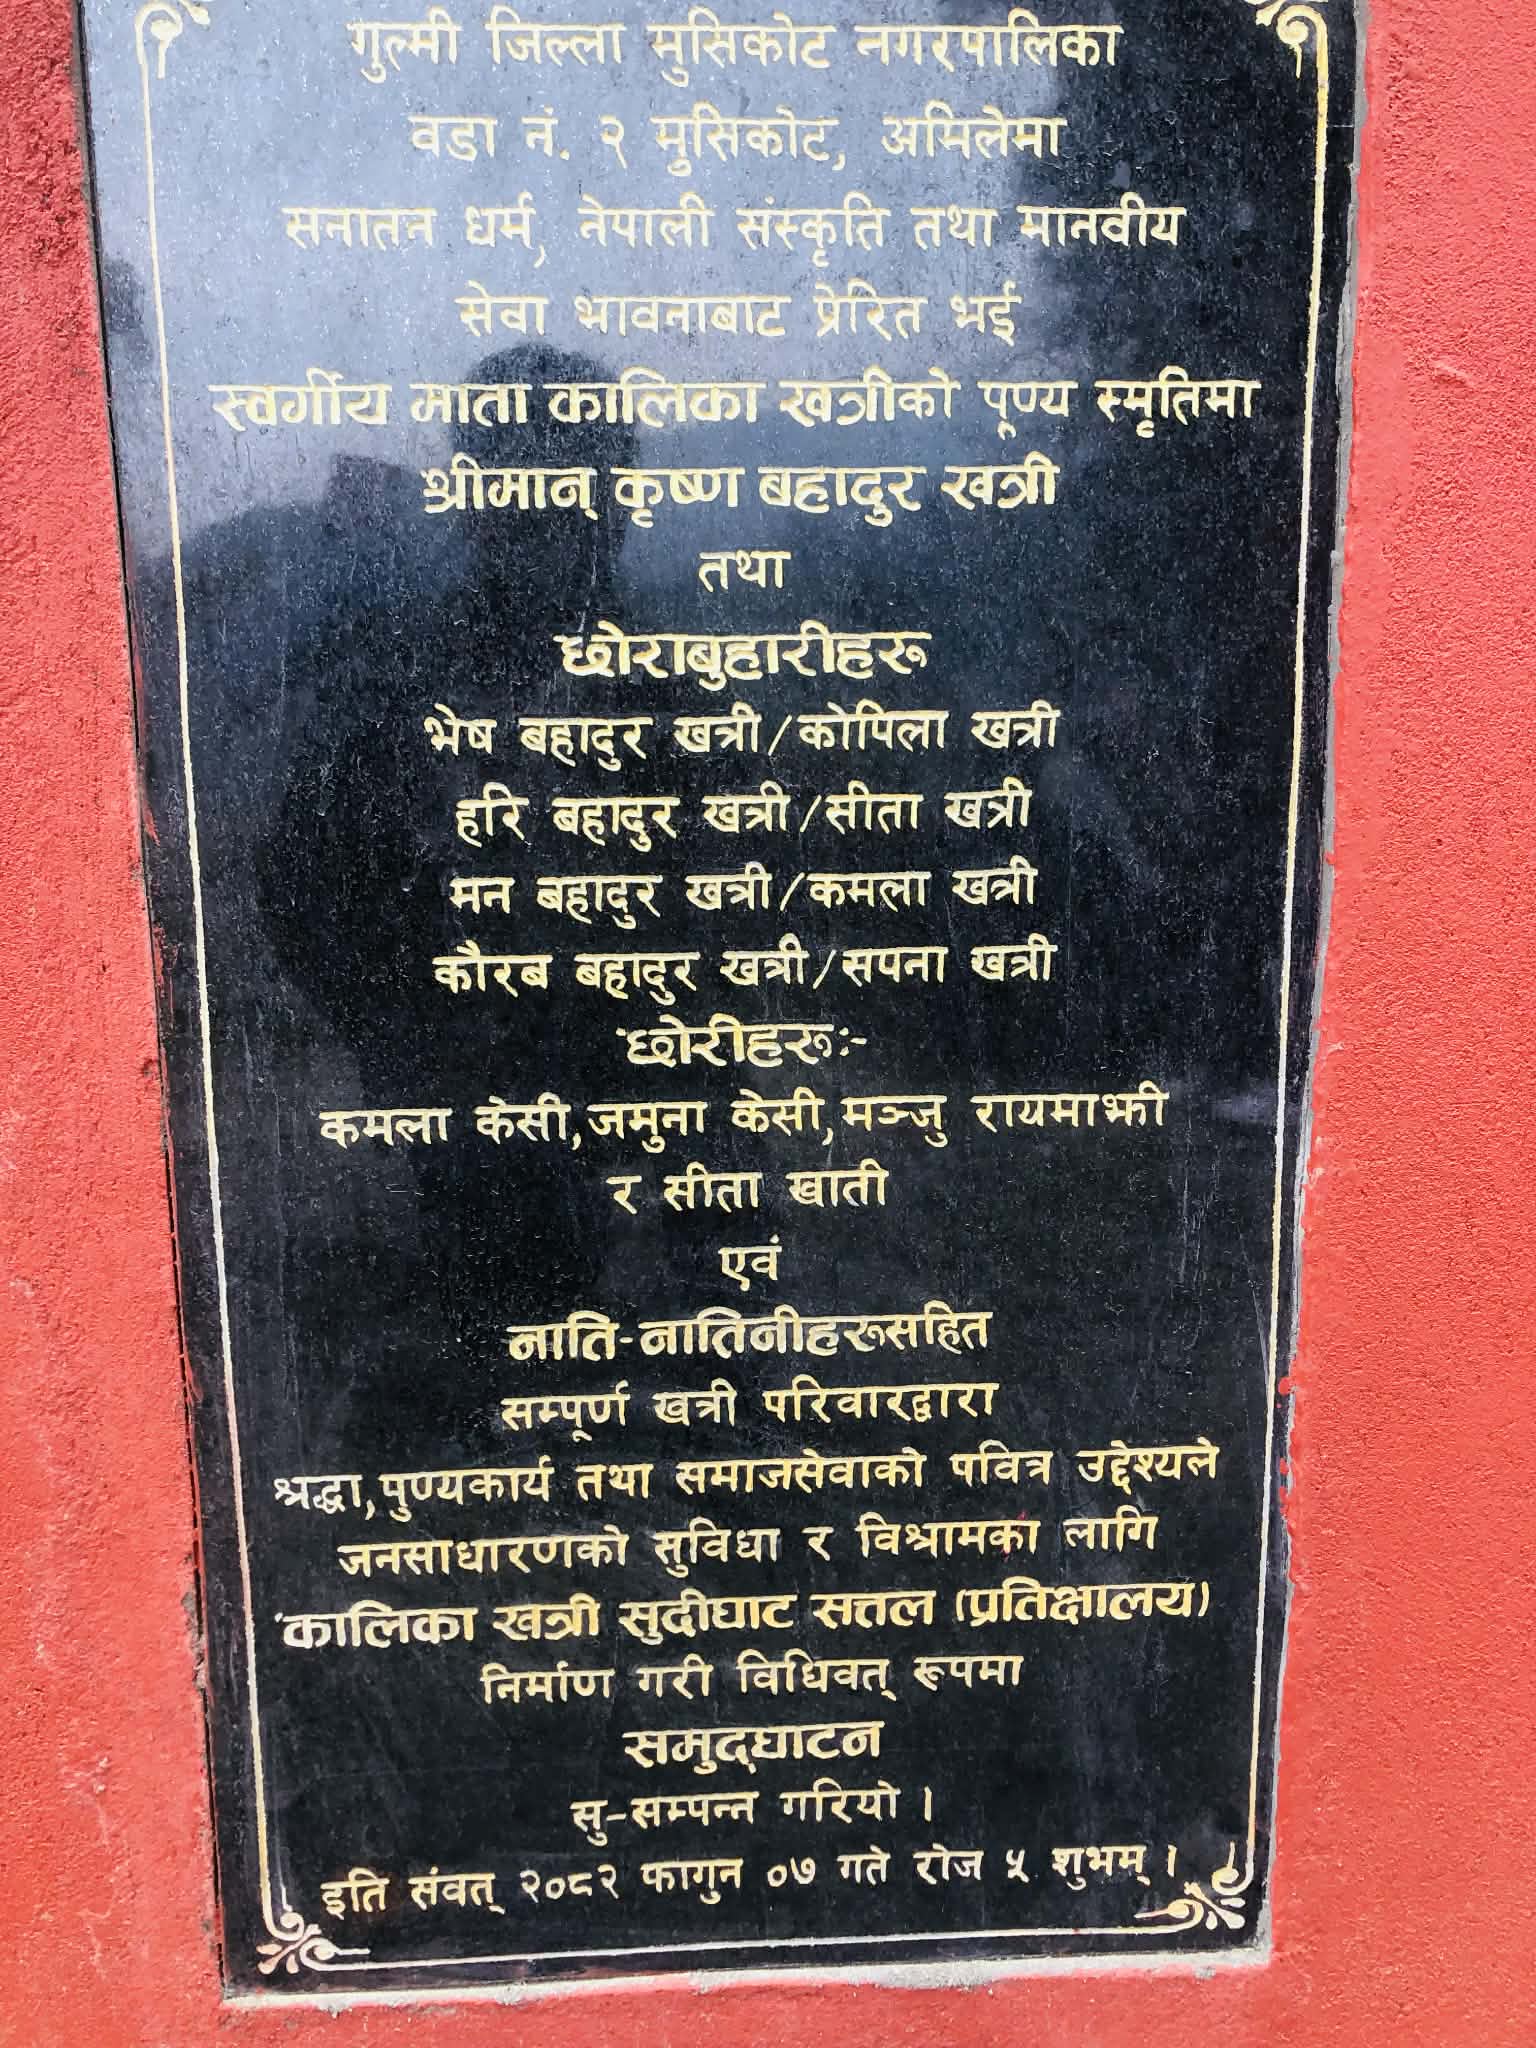 गुल्मी जिल्ला मुसिकोट नगरपालिका
वडा नं. २ मुसिकोट, अमिलेमा
सनातन धर्म, नेपाली संस्कृति तथा मानवीय
सेवा भावनाबाट प्रेरित भई
स्वर्गीय माता कालिका खत्रीको पूण्य स्मृतिमा
श्रीमान् कृष्ण बहादुर खत्री
तथा
छोराबुहारीहरू
भेष बहादुर खत्री/कोपिला खत्री
हरि बहादुर खत्री/सीता खत्री
मन बहादुर खत्री/कमला खत्री
कौरब बहादुर खत्री/सपना खत्री
छोरीहरू:-
कमला केसी,जमुना केसी,मञ्जु रायमाझी
र सीता खाती
एवं
नाति-नातिनीहरूसहित
सम्पूर्ण खत्री परिवारद्वारा
श्रद्धा,पुण्यकार्य तथा समाजसेवाको पवित्र उद्देश्यले
जनसाधारणको सुविधा र विश्रामका लागि
'कालिका खत्री सुदीघाट सत्तल (प्रतिक्षालय)
निर्माण गरी विधिवत् रूपमा
समुद्घाटन
सु-सम्पन्न गरियो ।
इति संवत् २०८२ फागुन ०७ गते रोज ५ शुभम् ।